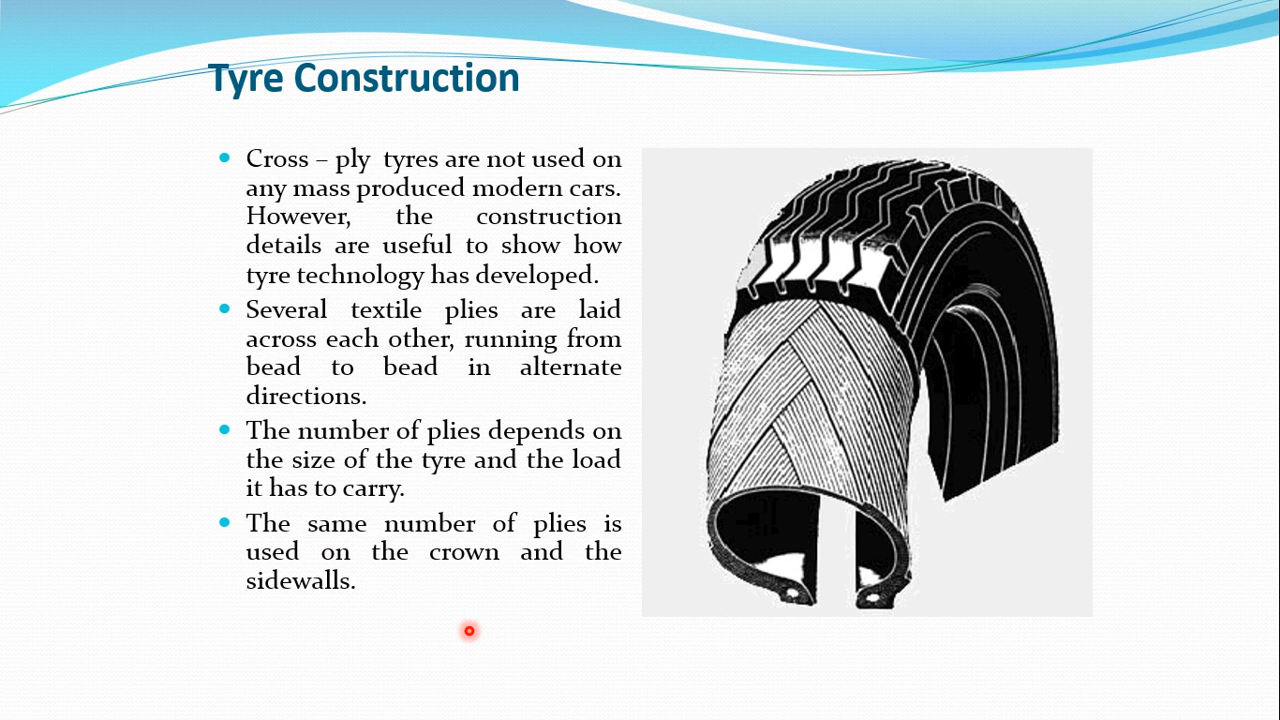 Tyre Construction
Cross – ply tyres are not used on
any mass produced modern cars.
However, the construction
details are useful to show how
tyre technology has developed.
Several textile plies are laid
across each other, running from
bead to bead in alternate
directions.
The number of plies depends on
the size of the tyre and the load
it has to carry.
The same number of plies is
used on the crown and the
sidewalls.